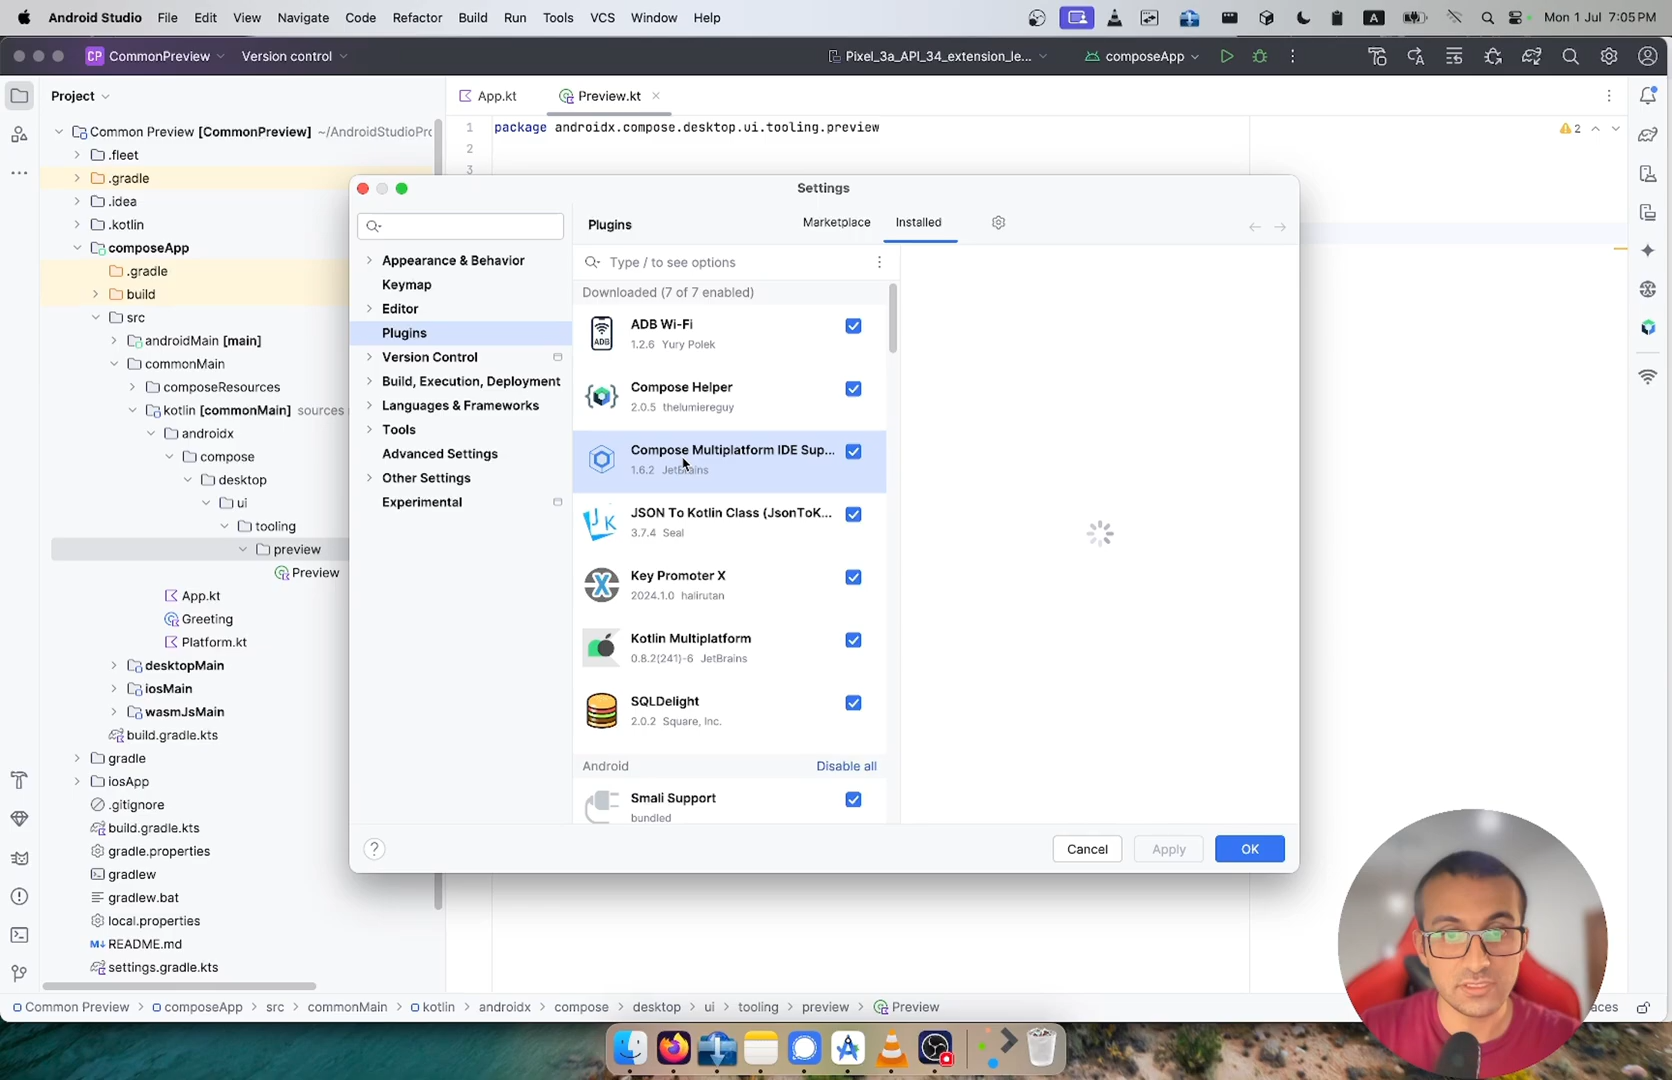 Android Studio File Edit View Navigate Code Refactor Build Run Tools VCS Window Help A Mon 1 Jul 7:05 PM
CP CommonPreview Version control Pixel_3a_API_34_extension_le... composeApp
Project
App.kt Preview.kt
Common Preview [CommonPreview] ~/AndroidStudioPrc
.fleet
.gradle
.idea
.kotlin
composeApp
.gradle
build
src
androidMain [main]
commonMain
composeResources
kotlin [commonMain] sources
androidx
compose
desktop
ui
tooling
preview
Preview
App.kt
Greeting
Platform.kt
desktopMain
iosMain
wasmJsMain
build.gradle.kts
gradle
iosApp
.gitignore
build.gradle.kts
gradle.properties
gradlew
gradlew.bat
local.properties
README.md
settings.gradle.kts
1 package androidx.compose.desktop.ui.tooling.preview
2
3
2
Settings
Appearance & Behavior
Keymap
Editor
Plugins
Version Control
Build, Execution, Deployment
Languages & Frameworks
Tools
Advanced Settings
Other Settings
Experimental
Plugins Marketplace Installed
Type / to see options
Downloaded (7 of 7 enabled)
ADB Wi-Fi
1.2.6 Yury Polek
Compose Helper
2.0.5 thelumiereguy
Compose Multiplatform IDE Sup...
1.6.2 JetBrains
JSON To Kotlin Class (JsonToK...
3.7.4 Seal
Key Promoter X
2024.1.0 halirutan
Kotlin Multiplatform
0.8.2(241)-6 JetBrains
SQLDelight
2.0.2 Square, Inc.
Android Disable all
Smali Support
bundled
? Cancel Apply OK
Common Preview composeApp src commonMain kotlin androidx compose desktop ui tooling preview Preview aces